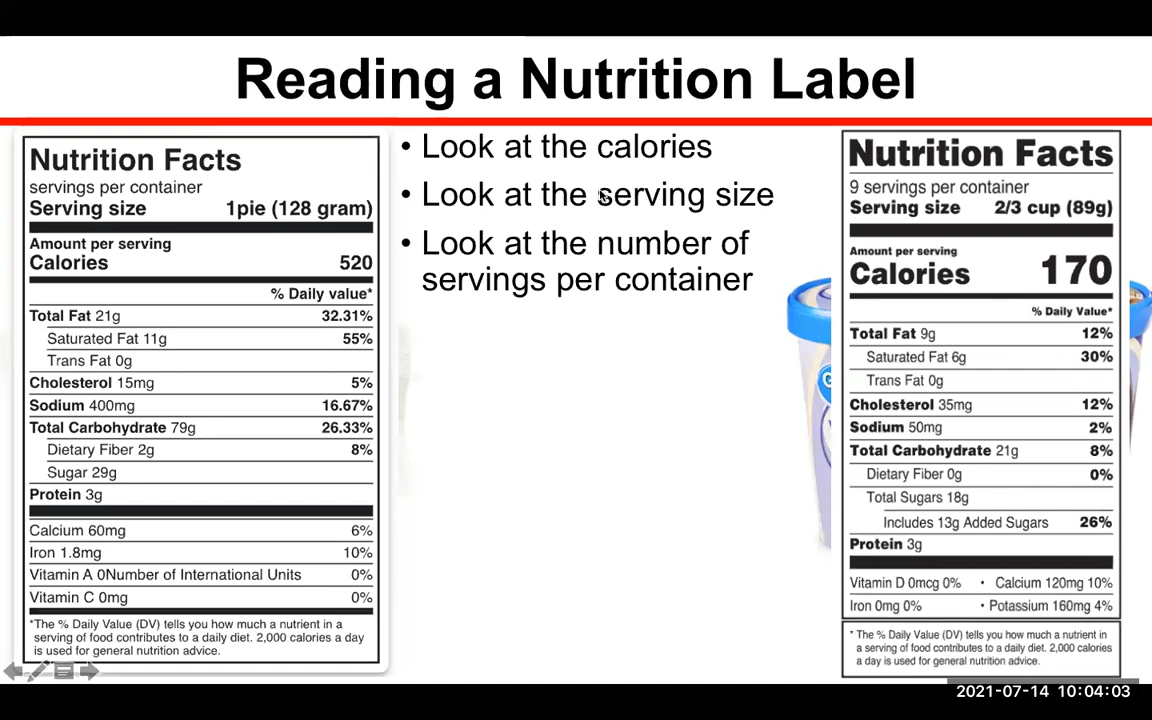 Reading a Nutrition Label
Nutrition Facts
servings per container
Serving size 1pie (128 gram)
Amount per serving
Calories 520
% Daily value*
Total Fat 21g 32.31%
Saturated Fat 11g 55%
Trans Fat 0g
Cholesterol 15mg 5%
Sodium 400mg 16.67%
Total Carbohydrate 79g 26.33%
Dietary Fiber 2g 8%
Sugar 29g
Protein 3g
Calcium 60mg 6%
Iron 1.8mg 10%
Vitamin A 0Number of International Units 0%
Vitamin C 0mg 0%
*The % Daily Value (DV) tells you how much a nutrient in a
serving of food contributes to a daily diet. 2,000 calories a day
is used for general nutrition advice.
• Look at the calories
• Look at the serving size
• Look at the number of
servings per container
Nutrition Facts
9 servings per container
Serving size 2/3 cup (89g)
Amount per serving
Calories 170
% Daily Value*
Total Fat 9g 12%
Saturated Fat 6g 30%
Trans Fat 0g
Cholesterol 35mg 12%
Sodium 50mg 2%
Total Carbohydrate 21g 8%
Dietary Fiber 0g 0%
Total Sugars 18g
Includes 13g Added Sugars 26%
Protein 3g
Vitamin D 0mcg 0% • Calcium 120mg 10%
Iron 0mg 0% • Potassium 160mg 4%
* The % Daily Value (DV) tells you how much a nutrient in
a serving of food contributes to a daily diet. 2,000 calories
a day is used for general nutrition advice.
2021-07-14 10:04:03